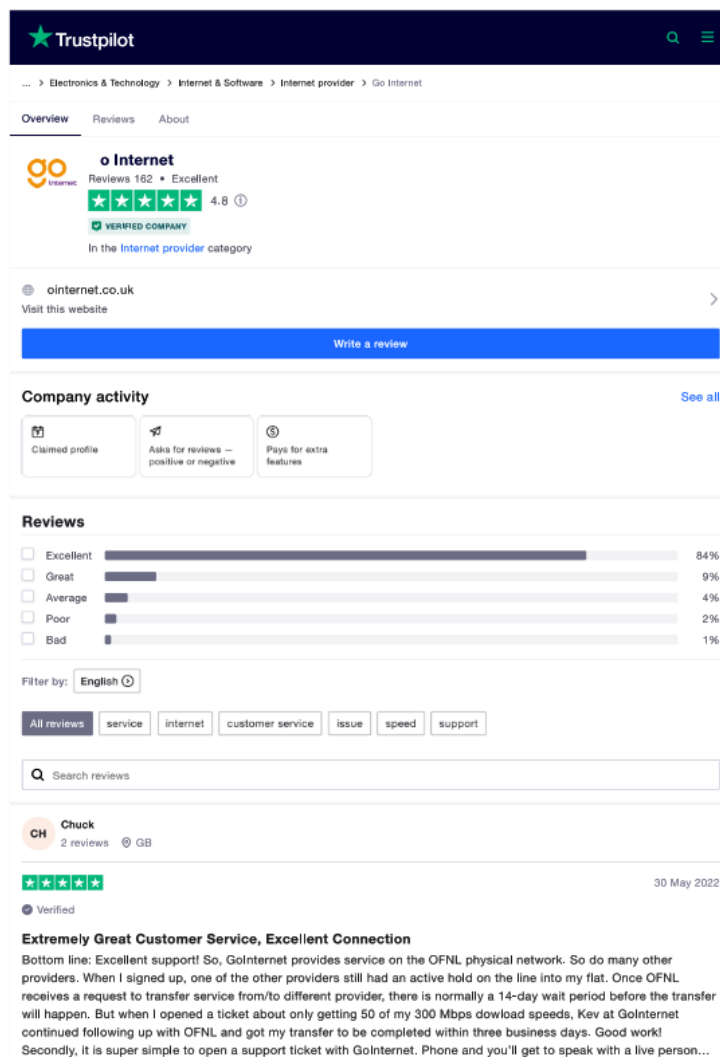 Trustpilot
... > Electronics & Technology > Internet & Software > Internet provider > Go Internet
Overview Reviews About
go
Internet
o Internet
Reviews 162 • Excellent
4.8
VERIFIED COMPANY
In the Internet provider category
ointernet.co.uk
Visit this website
Write a review
Company activity See all
Claimed profile
Asks for reviews —
positive or negative
Pays for extra
features
Reviews
Excellent 84%
Great 9%
Average 4%
Poor 2%
Bad 1%
Filter by: English
All reviews service internet customer service issue speed support
Search reviews
CH
Chuck
2 reviews GB
30 May 2022
Verified
Extremely Great Customer Service, Excellent Connection
Bottom line: Excellent support! So, GoInternet provides service on the OFNL physical network. So do many other
providers. When I signed up, one of the other providers still had an active hold on the line into my flat. Once OFNL
receives a request to transfer service from/to different provider, there is normally a 14-day wait period before the transfer
will happen. But when I opened a ticket about only getting 50 of my 300 Mbps dowload speeds, Kev at GoInternet
continued following up with OFNL and got my transfer to be completed within three business days. Good work!
Secondly, it is super simple to open a support ticket with GoInternet. Phone and you'll get to speak with a live person...